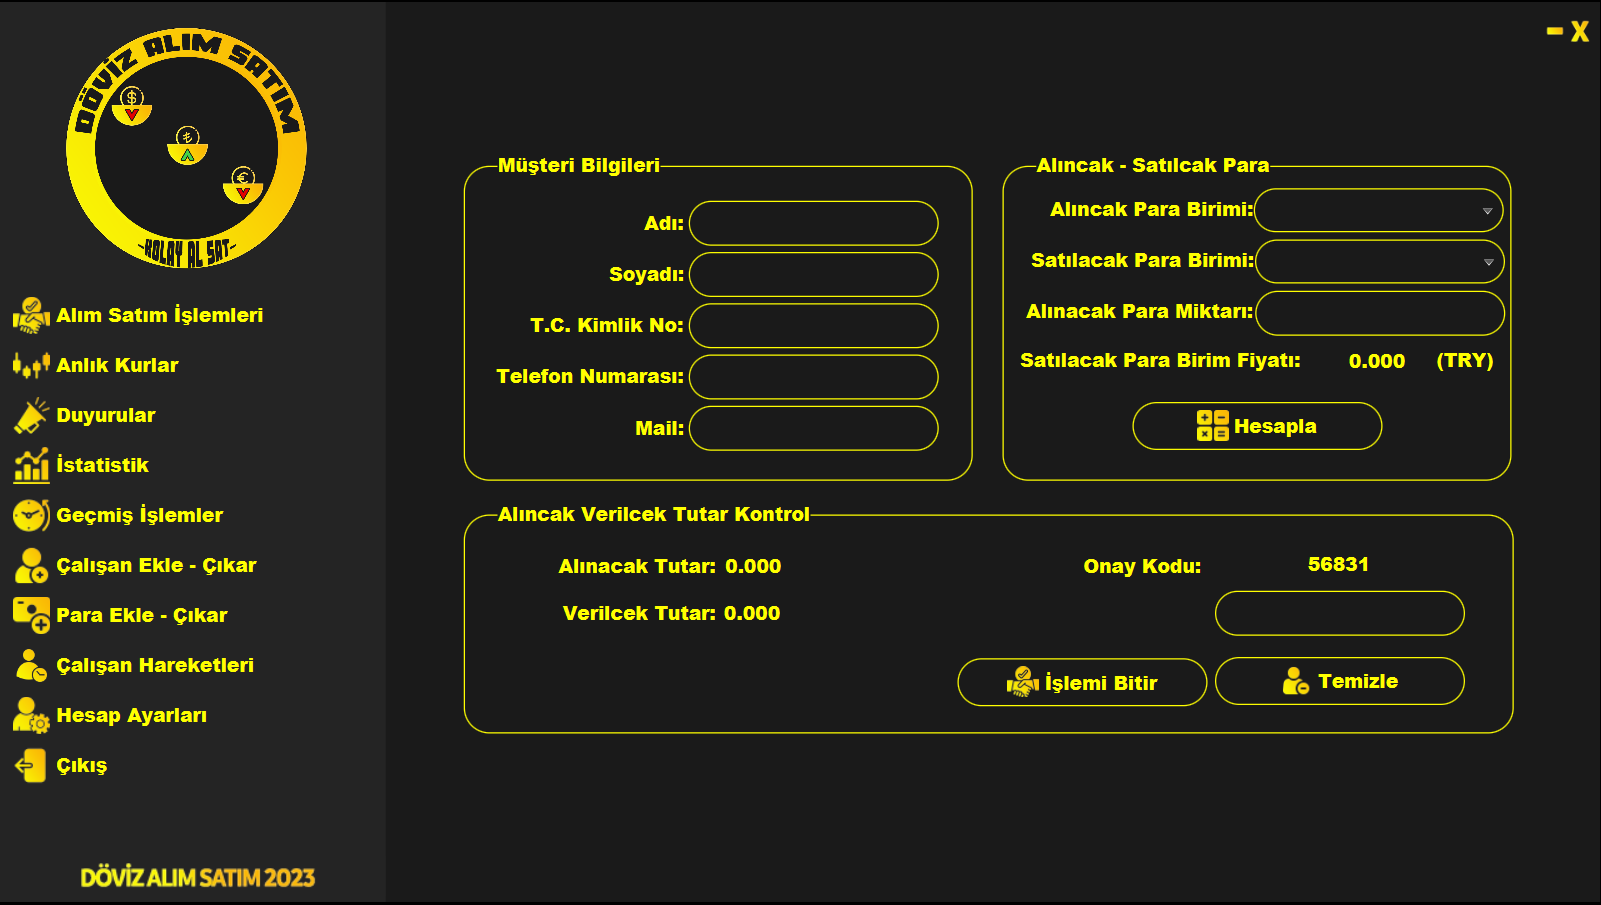 DÖVİZ ALIM SATIM
-KOLAY AL SAT-
Alım Satım İşlemleri
Anlık Kurlar
Duyurular
İstatistik
Geçmiş İşlemler
Çalışan Ekle - Çıkar
Para Ekle - Çıkar
Çalışan Hareketleri
Hesap Ayarları
Çıkış
DÖVİZ ALIM SATIM 2023
- X
Müşteri Bilgileri
Adı:
Soyadı:
T.C. Kimlik No:
Telefon Numarası:
Mail:
Alıncak - Satılcak Para
Alıncak Para Birimi:
Satılacak Para Birimi:
Alınacak Para Miktarı:
Satılacak Para Birim Fiyatı: 0.000 (TRY)
Hesapla
Alıncak Verilcek Tutar Kontrol
Alınacak Tutar: 0.000
Verilcek Tutar: 0.000
Onay Kodu: 56831
İşlemi Bitir
Temizle